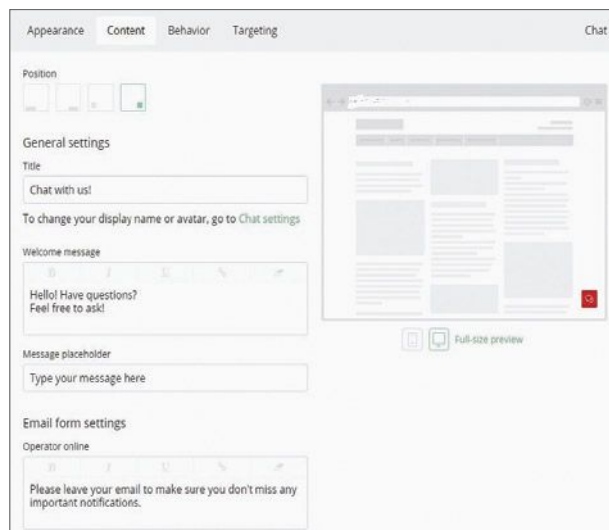 Appearance Content Behavior Targeting Chat
Position
General settings
Title
Chat with us!
To change your display name or avatar, go to Chat settings
Welcome message
B I U
Hello! Have questions?
Feel free to ask!
Full-size preview
Message placeholder
Type your message here
Email form settings
Operator online
B I U
Please leave your email to make sure you don't miss any
important notifications.